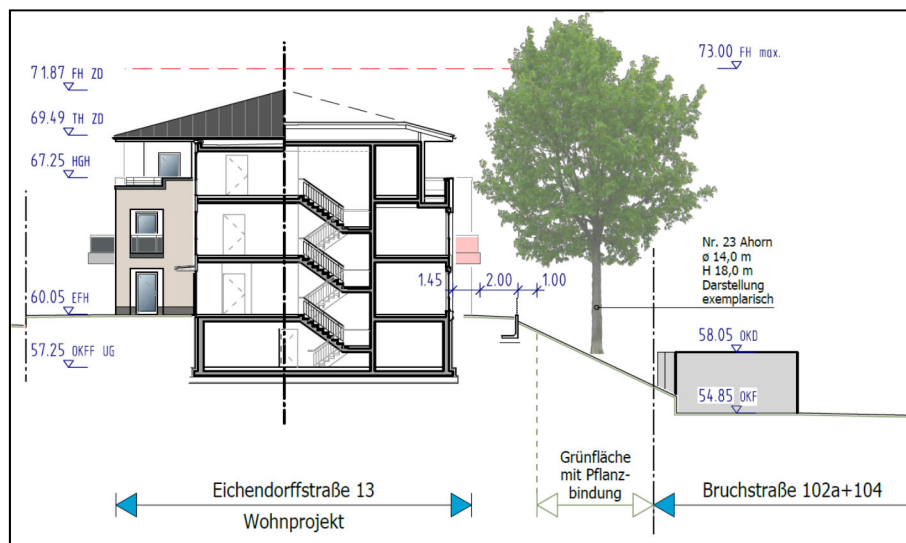 73.00 FH max.
71.87 FH ZD
69.49 TH ZD
67.25 HGH
Nr. 23 Ahorn
ø 14,0 m
H 18,0 m
Darstellung
exemplarisch
1.45
2.00
1.00
60.05 EFH
57.25 OKFF UG
58.05 OKD
54.85 OKF
Grünfläche
mit Pflanz-
bindung
Eichendorffstraße 13
Wohnprojekt
Bruchstraße 102a+104